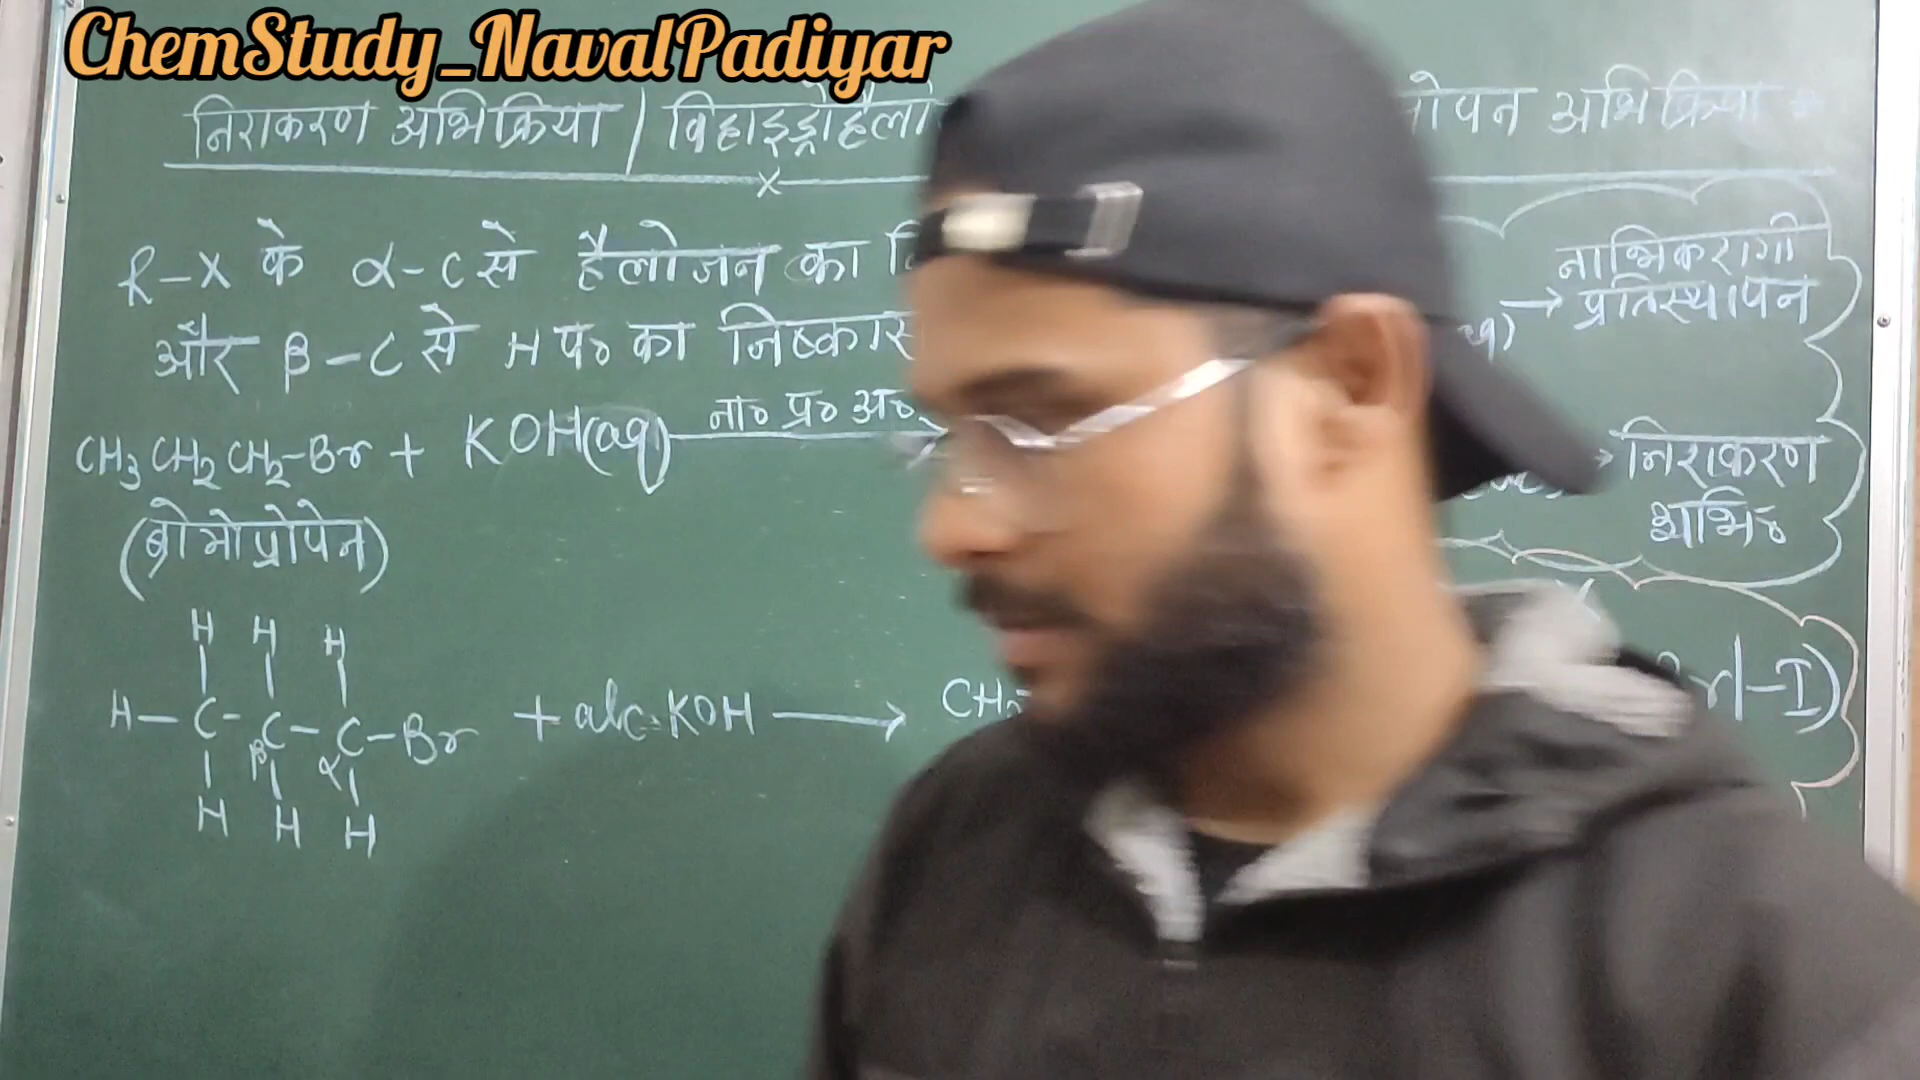 ChemStudy_NavalPadiyar
निराकरण अभिक्रिया / विहाइड्रोहैलो
लोपन अभिक्रिया
R-X के α-C से हैलोजन का
और β-C से H प० का निष्कास
नाभिकरागी
→ प्रतिस्थापन
CH3 CH2 CH2-Br + KOH(aq) ना० प्र० अ०
(ब्रोमोप्रोपेन)
→ निराकरण
अभि०
H H H
H-C-C-C-Br + alc. KOH ⟶ CH
β α
H H H
-I)